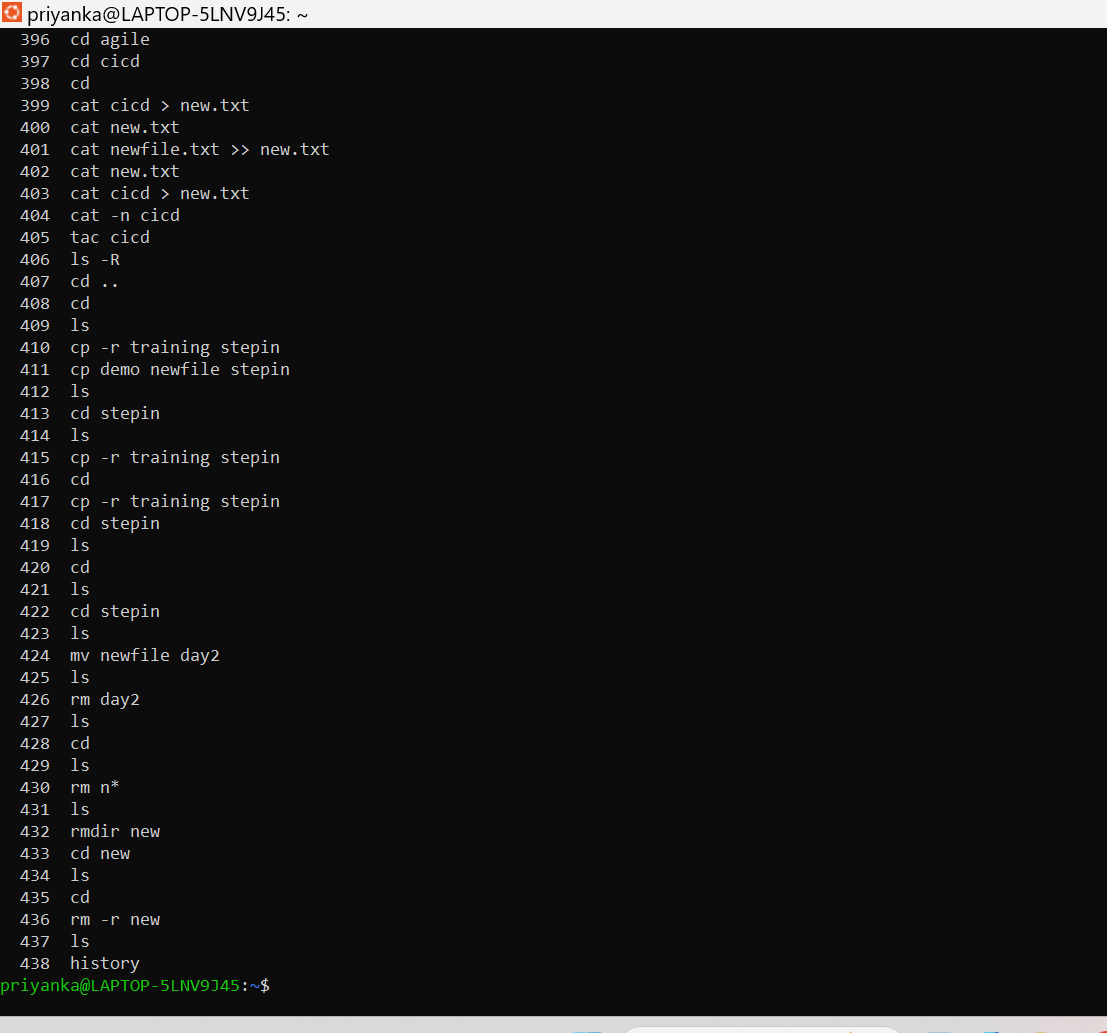 priyanka@LAPTOP-5LNV9J45: ~
396 cd agile
397 cd cicd
398 cd
399 cat cicd > new.txt
400 cat new.txt
401 cat newfile.txt >> new.txt
402 cat new.txt
403 cat cicd > new.txt
404 cat -n cicd
405 tac cicd
406 ls -R
407 cd ..
408 cd
409 ls
410 cp -r training stepin
411 cp demo newfile stepin
412 ls
413 cd stepin
414 ls
415 cp -r training stepin
416 cd
417 cp -r training stepin
418 cd stepin
419 ls
420 cd
421 ls
422 cd stepin
423 ls
424 mv newfile day2
425 ls
426 rm day2
427 ls
428 cd
429 ls
430 rm n*
431 ls
432 rmdir new
433 cd new
434 ls
435 cd
436 rm -r new
437 ls
438 history
priyanka@LAPTOP-5LNV9J45:~$